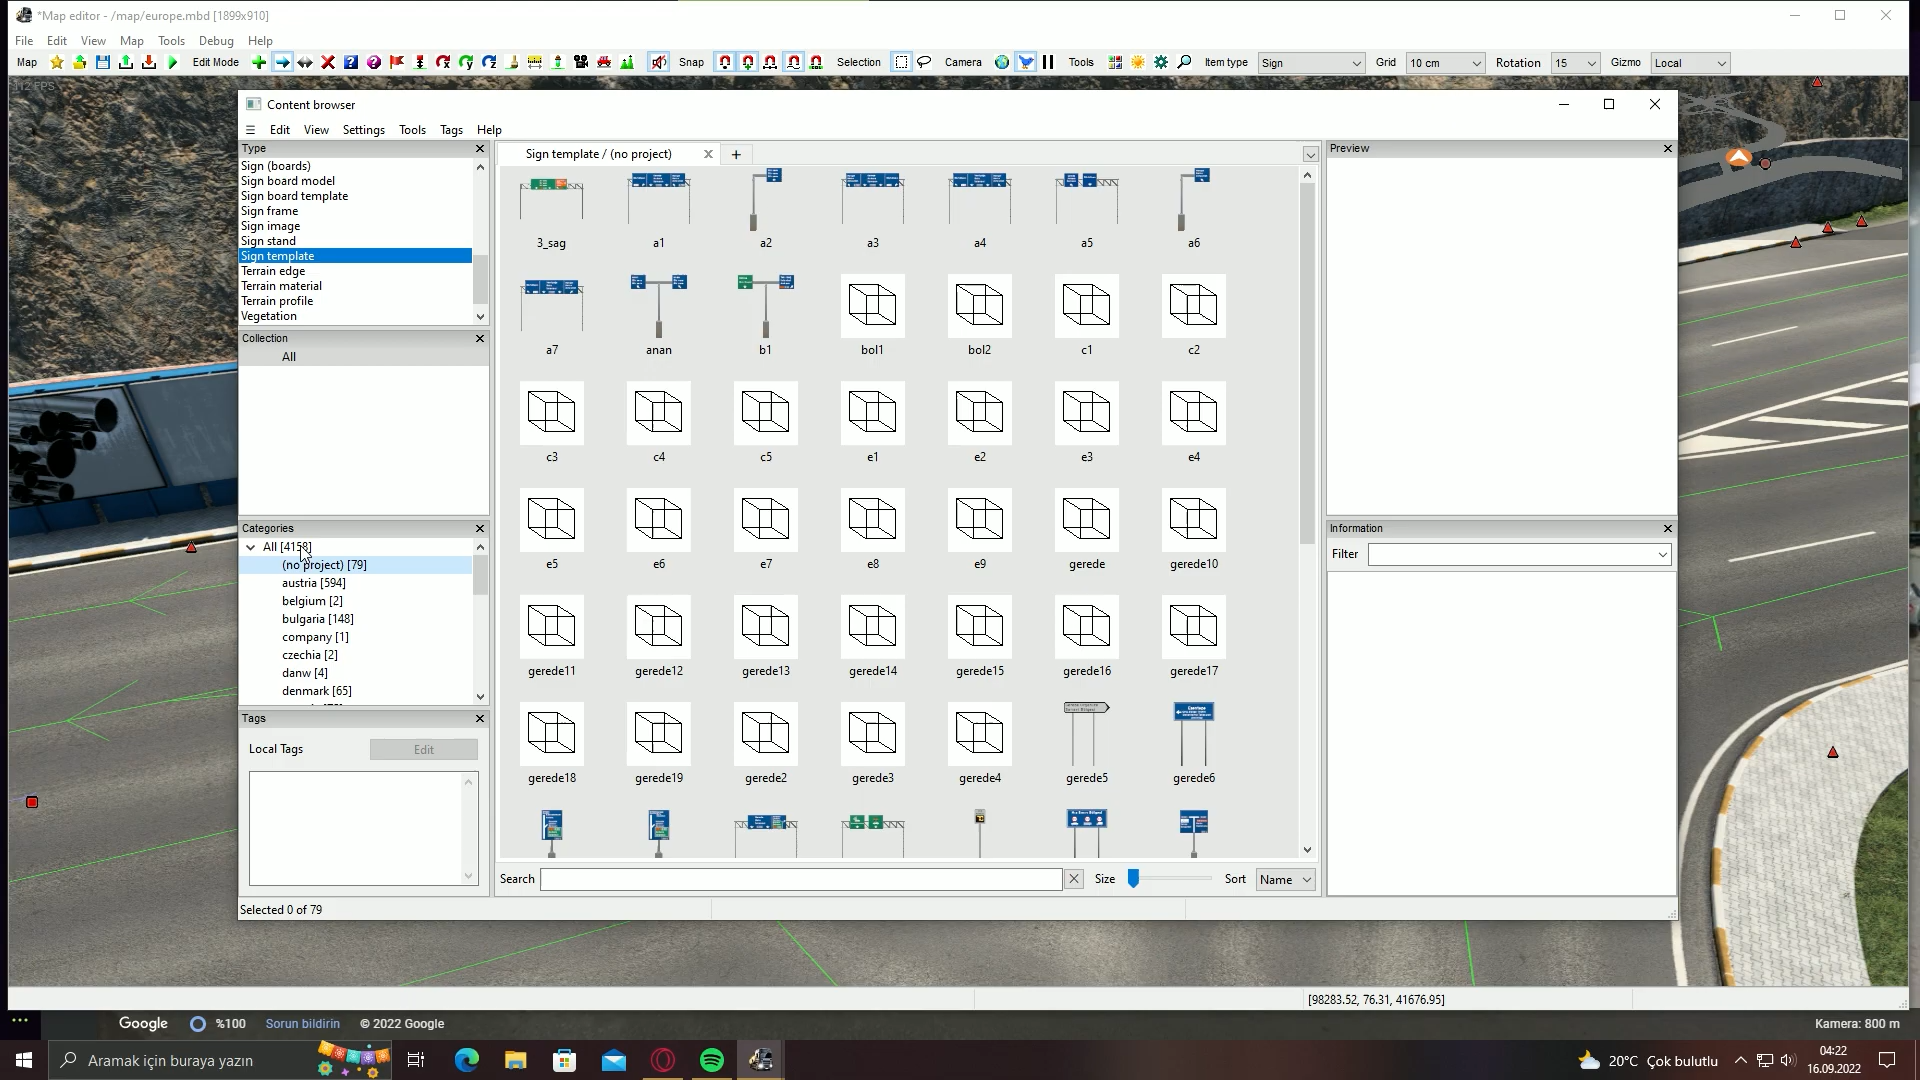 *Map editor - /map/europe.mbd [1899x910]
File Edit View Map Tools Debug Help
Map Edit Mode Snap Selection Camera Tools Item type Sign Grid 10 cm Rotation 15 Gizmo Local
112 FPS
Content browser
Edit View Settings Tools Tags Help
Type
Sign (boards)
Sign board model
Sign board template
Sign frame
Sign image
Sign stand
Sign template
Terrain edge
Terrain material
Terrain profile
Vegetation
Collection
All
Categories
All [4158]
(no project) [79]
austria [594]
belgium [2]
bulgaria [148]
company [1]
czechia [2]
danw [4]
denmark [65]
Tags
Local Tags Edit
Sign template / (no project)
3_sag a1 a2 a3 a4 a5 a6
a7 anan b1 bol1 bol2 c1 c2
c3 c4 c5 e1 e2 e3 e4
e5 e6 e7 e8 e9 gerede gerede10
gerede11 gerede12 gerede13 gerede14 gerede15 gerede16 gerede17
gerede18 gerede19 gerede2 gerede3 gerede4 gerede5 gerede6
Search Size Sort Name
Preview
Information
Filter
Selected 0 of 79
[98283.52, 76.31, 41676.95]
Google %100 Sorun bildirin © 2022 Google Kamera: 800 m
Aramak için buraya yazın
20°C Çok bulutlu
04:22
16.09.2022